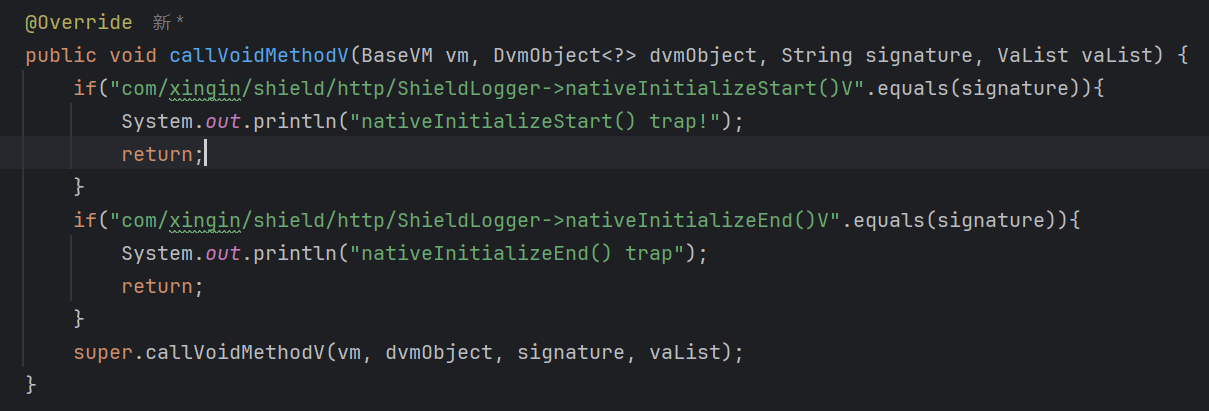 @Override 新 *
public void callVoidMethodV(BaseVM vm, DvmObject<?> dvmObject, String signature, VaList vaList) {
if("com/xingin/shield/http/ShieldLogger->nativeInitializeStart()V".equals(signature)){
System.out.println("nativeInitializeStart() trap!");
return;
}
if("com/xingin/shield/http/ShieldLogger->nativeInitializeEnd()V".equals(signature)){
System.out.println("nativeInitializeEnd() trap");
return;
}
super.callVoidMethodV(vm, dvmObject, signature, vaList);
}